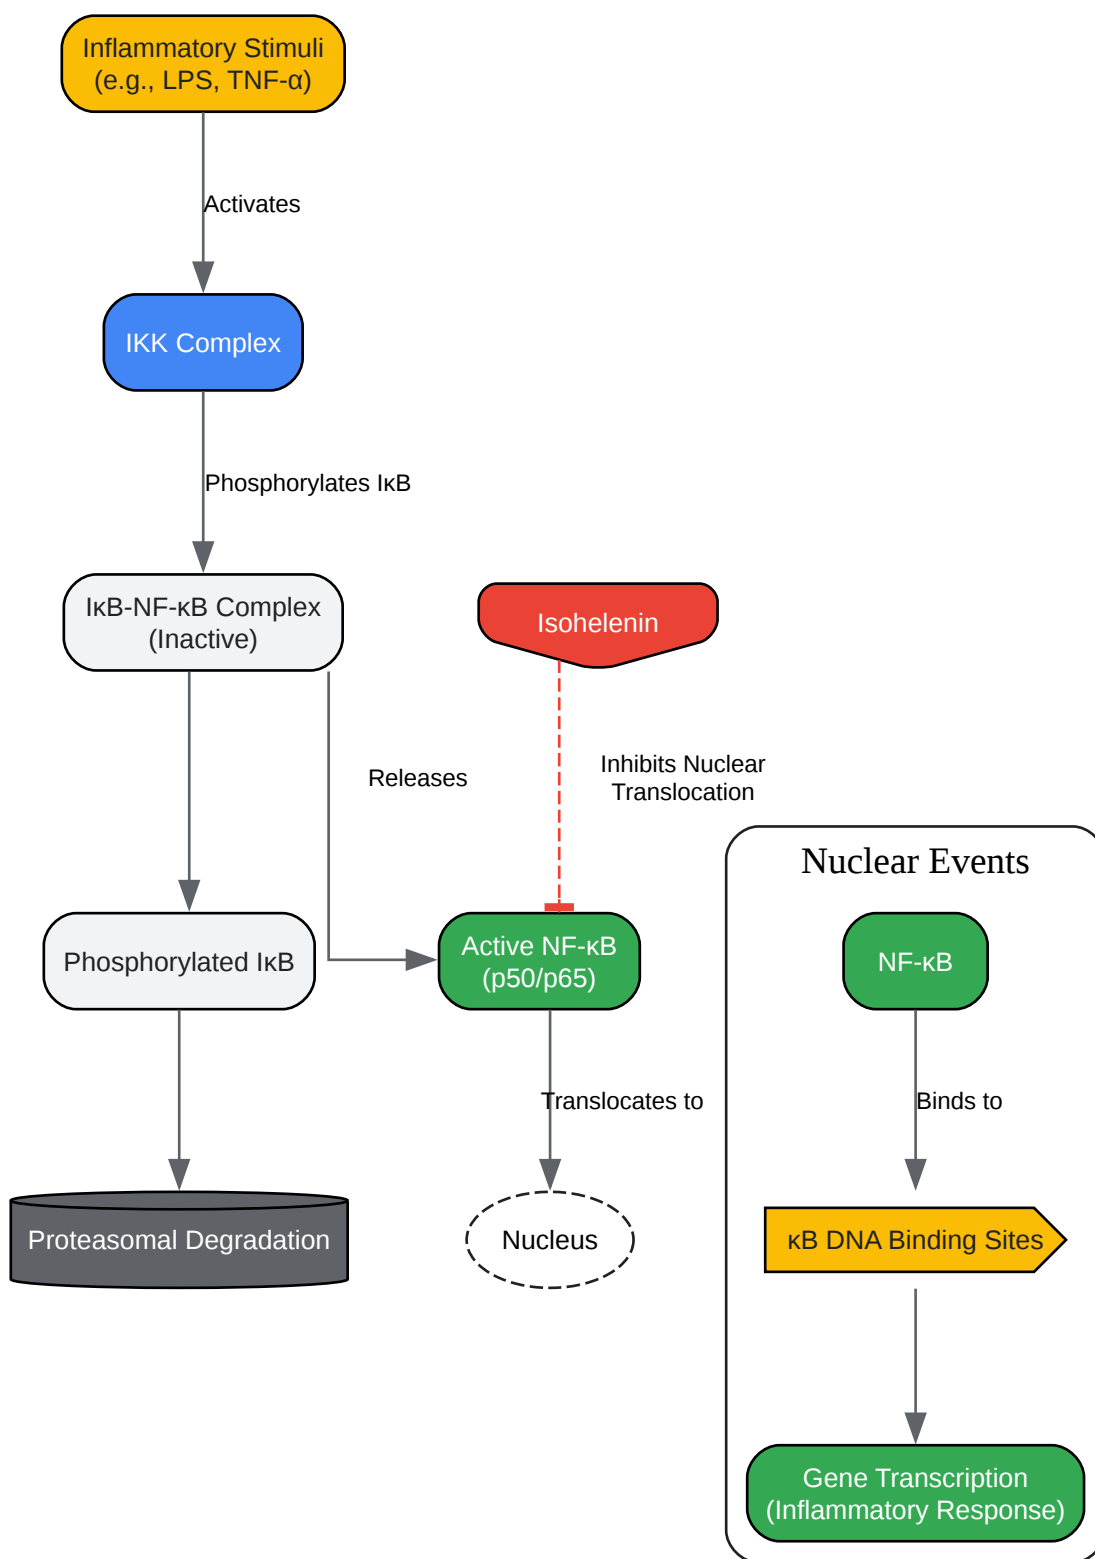 Inflammatory Stimuli
(e.g., LPS, TNF-α)
Activates
IKK Complex
Phosphorylates IκB
IκB-NF-κB Complex
(Inactive)
Isohelenin
Releases
Inhibits Nuclear
Translocation
Nuclear Events
Phosphorylated IκB
Active NF-κB
(p50/p65)
NF-κB
Translocates to
Binds to
Proteasomal Degradation
Nucleus
κB DNA Binding Sites
Gene Transcription
(Inflammatory Response)